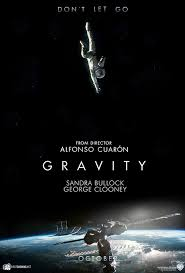 DON'T LET GO
FROM DIRECTOR
ALFONSO CUARÓN
GRAVITY
SANDRA BULLOCK
GEORGE CLOONEY
OCTOBER